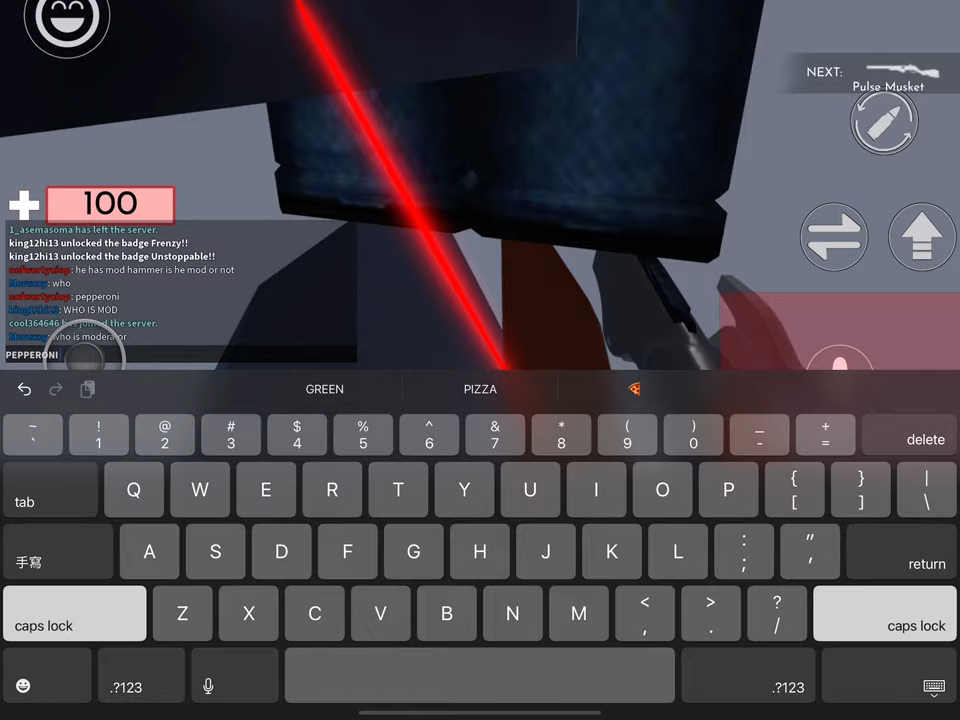 NEXT:
Pulse Musket
100
1_asemasoma has left the server.
king12hi13 unlocked the badge Frenzy!!
king12hi13 unlocked the badge Unstoppable!!
: he has mod hammer is he mod or not
: who
: pepperoni
: WHO IS MOD
cool364646 has joined the server.
: who is moderator
PEPPERONI
GREEN PIZZA
~ ! @ # $ % ^ & * ( ) _ +
` 1 2 3 4 5 6 7 8 9 0 - = delete
tab Q W E R T Y U I O P { [ } ] | \
手寫 A S D F G H J K L : ; " ' return
caps lock Z X C V B N M < , > . ? / caps lock
.?123 .?123